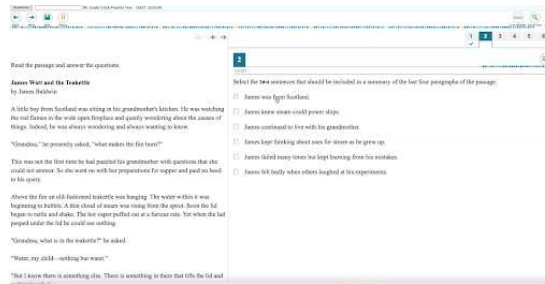 1 2 3 4 5
Read the passage and answer the questions.
James Watt and the Teakettle
by James Baldwin
A little boy from Scotland was sitting in his grandmother's kitchen. He was watching
the red flames in the wide open fireplace and quietly wondering about the causes of
things. Indeed, he was always wondering and always wanting to know.
"Grandma," he presently asked, "what makes the fire burn?"
This was not the first time he had puzzled his grandmother with questions that she
could not answer. So she went on with her preparations for supper and paid no heed
to his query.
Above the fire an old-fashioned teakettle was hanging. The water within it was
beginning to bubble. A thin cloud of steam was rising from the spout. Soon the lid
began to rattle and shake. The hot vapor puffed out at a furious rate. Yet when the lad
peeped under the lid he could see nothing.
"Grandma, what is in the teakettle?" he asked.
"Water, my child—nothing but water."
"But I know there is something else. There is something in there that lifts the lid and
2
Select the two sentences that should be included in a summary of the last four paragraphs of the passage.
James was from Scotland.
James knew steam could power ships.
James continued to live with his grandmother.
James kept thinking about uses for steam as he grew up.
James failed many times but kept learning from his mistakes.
James felt badly when others laughed at his experiments.